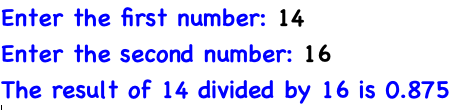 Enter the first number: 14
Enter the second number: 16
The result of 14 divided by 16 is 0.875